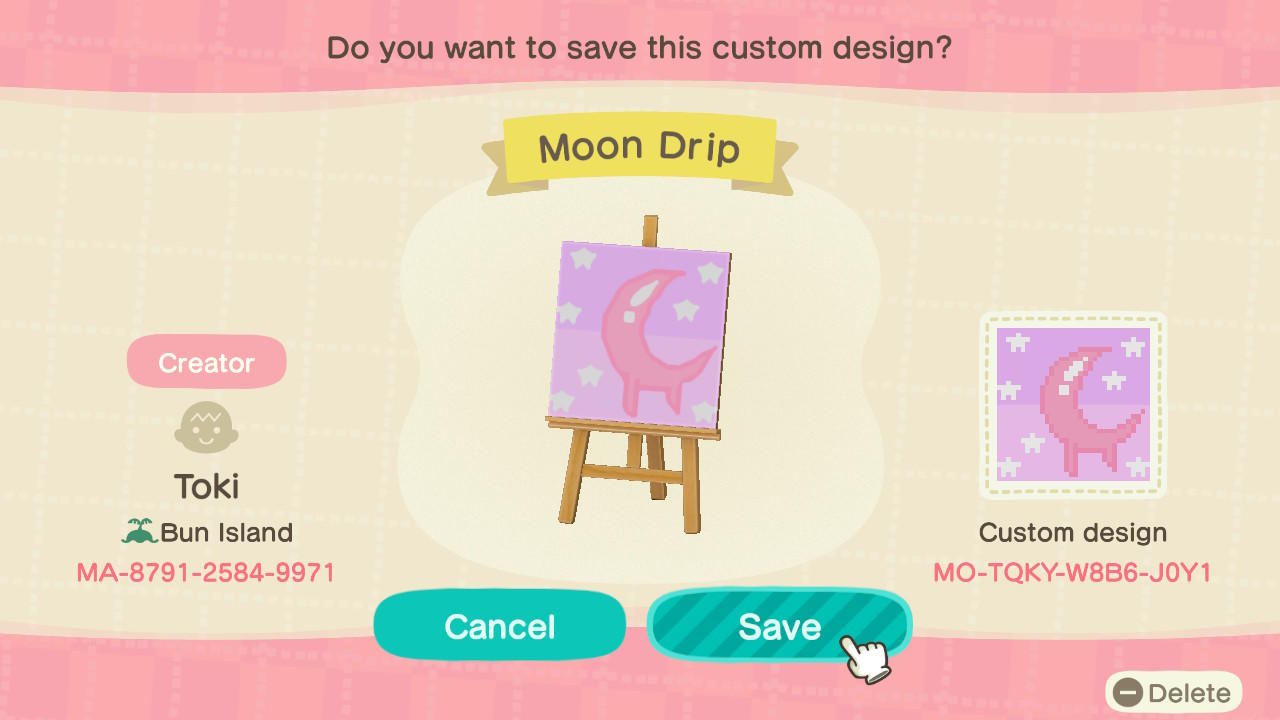 Do you want to save this custom design?
Moon Drip
Creator
Toki
Bun Island
MA-8791-2584-9971
Custom design
MO-TQKY-W8B6-J0Y1
Cancel
Save
Delete